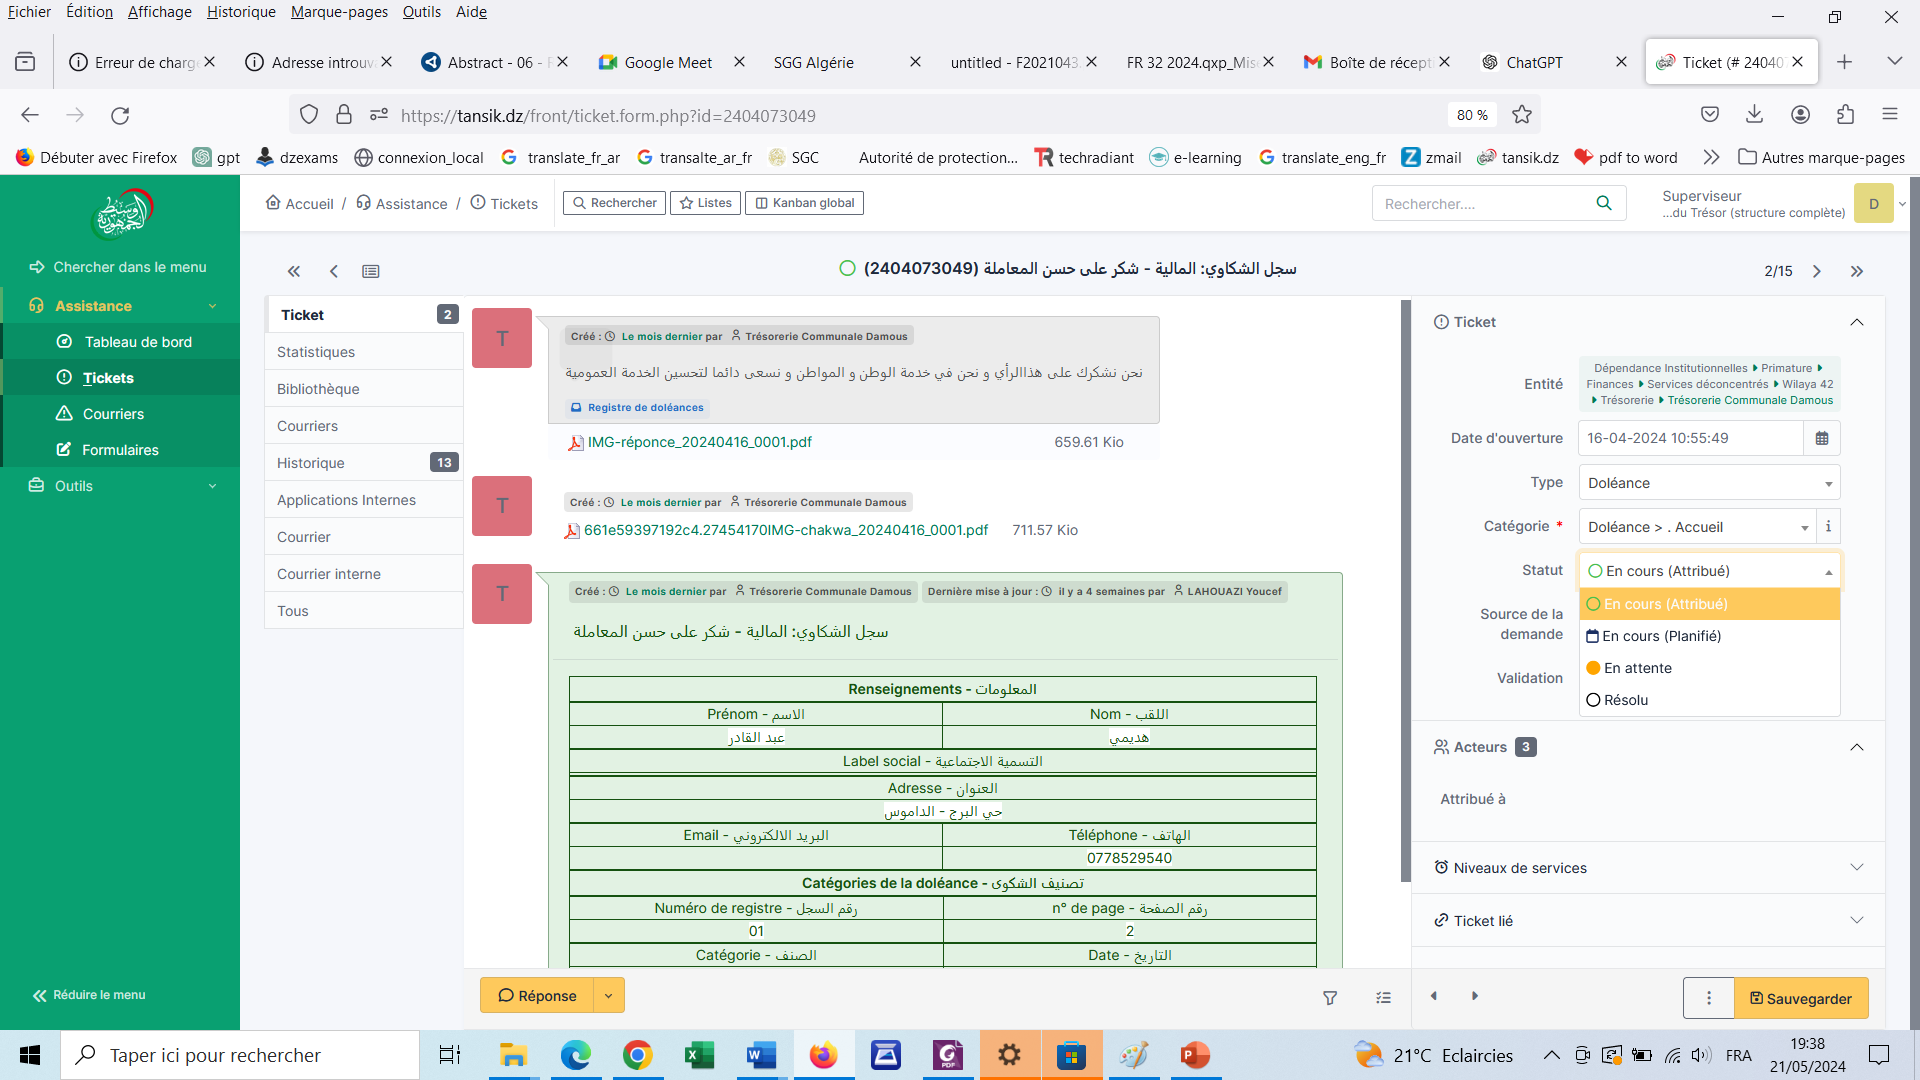 Fichier Édition Affichage Historique Marque-pages Outils Aide
Erreur de charge
Adresse introuv
Abstract - 06 - F
Google Meet
SGG Algérie
untitled - F2021043
FR 32 2024.qxp_Mis
Boîte de récept
ChatGPT
Ticket (# 24040
https://tansik.dz/front/ticket.form.php?id=2404073049
80 %
Débuter avec Firefox
gpt
dzexams
connexion_local
translate_fr_ar
transalte_ar_fr
SGC
Autorité de protection...
techradiant
e-learning
translate_eng_fr
zmail
tansik.dz
pdf to word
Autres marque-pages
Accueil / Assistance / Tickets
Rechercher
Listes
Kanban global
Rechercher....
Superviseur
...du Trésor (structure complète)
D
Chercher dans le menu
Assistance
Tableau de bord
Tickets
Courriers
Formulaires
Outils
Réduire le menu
سجل الشكاوي: المالية - شكر على حسن المعاملة (2404073049)
2/15
Ticket 2
Statistiques
Bibliothèque
Courriers
Historique 13
Applications Internes
Courrier
Courrier interne
Tous
T
Créé : Le mois dernier par Trésorerie Communale Damous
نحن نشكرك على هذاالرأي و نحن في خدمة الوطن و المواطن و نسعى دائما لتحسين الخدمة العمومية
Registre de doléances
IMG-réponce_20240416_0001.pdf 659.61 Kio
T
Créé : Le mois dernier par Trésorerie Communale Damous
661e59397192c4.27454170IMG-chakwa_20240416_0001.pdf 711.57 Kio
T
Créé : Le mois dernier par Trésorerie Communale Damous Dernière mise à jour : il y a 4 semaines par LAHOUAZI Youcef
سجل الشكاوي: المالية - شكر على حسن المعاملة
Renseignements - المعلومات
Prénom - الاسم Nom - اللقب
عبد القادر هديمي
Label social - التسمية الاجتماعية
Adresse - العنوان
حي البرج - الداموس
Email - البريد الالكتروني Téléphone - الهاتف
0778529540
Catégories de la doléance - تصنيف الشكوى
Numéro de registre - رقم السجل n° de page - رقم الصفحة
01 2
Catégorie - الصنف Date - التاريخ
Réponse
Ticket
Entité
Dépendance Institutionnelles Primature
Finances Services déconcentrés Wilaya 42
Trésorerie Trésorerie Communale Damous
Date d'ouverture 16-04-2024 10:55:49
Type Doléance
Catégorie * Doléance > . Accueil i
Statut En cours (Attribué)
En cours (Attribué)
En cours (Planifié)
En attente
Résolu
Source de la
demande
Validation
Acteurs 3
Attribué à
Niveaux de services
Ticket lié
Sauvegarder
Taper ici pour rechercher
21°C Eclaircies
FRA
19:38
21/05/2024